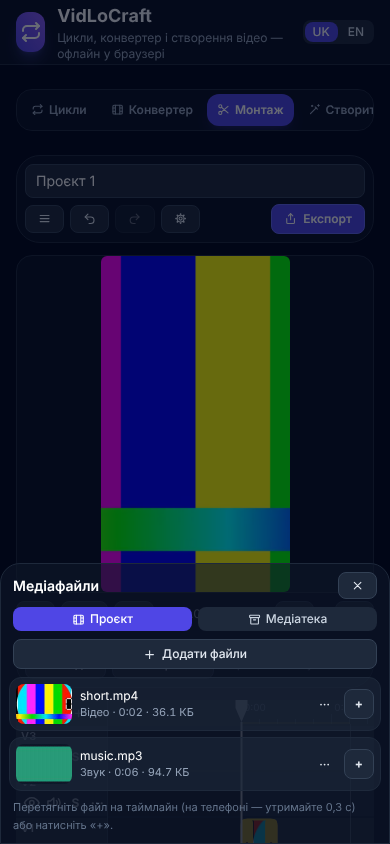 VidLoCraft
Цикли, конвертер і створення відео —
офлайн у браузері
UK EN
Цикли Конвертер Монтаж Створит
Проєкт 1
Експорт
Медіафайли
Проєкт Медіатека
Додати файли
short.mp4
Відео · 0:02 · 36.1 КБ
music.mp3
Звук · 0:06 · 94.7 КБ
Перетягніть файл на таймлайн (на телефоні — утримайте 0,3 с)
або натисніть «+».